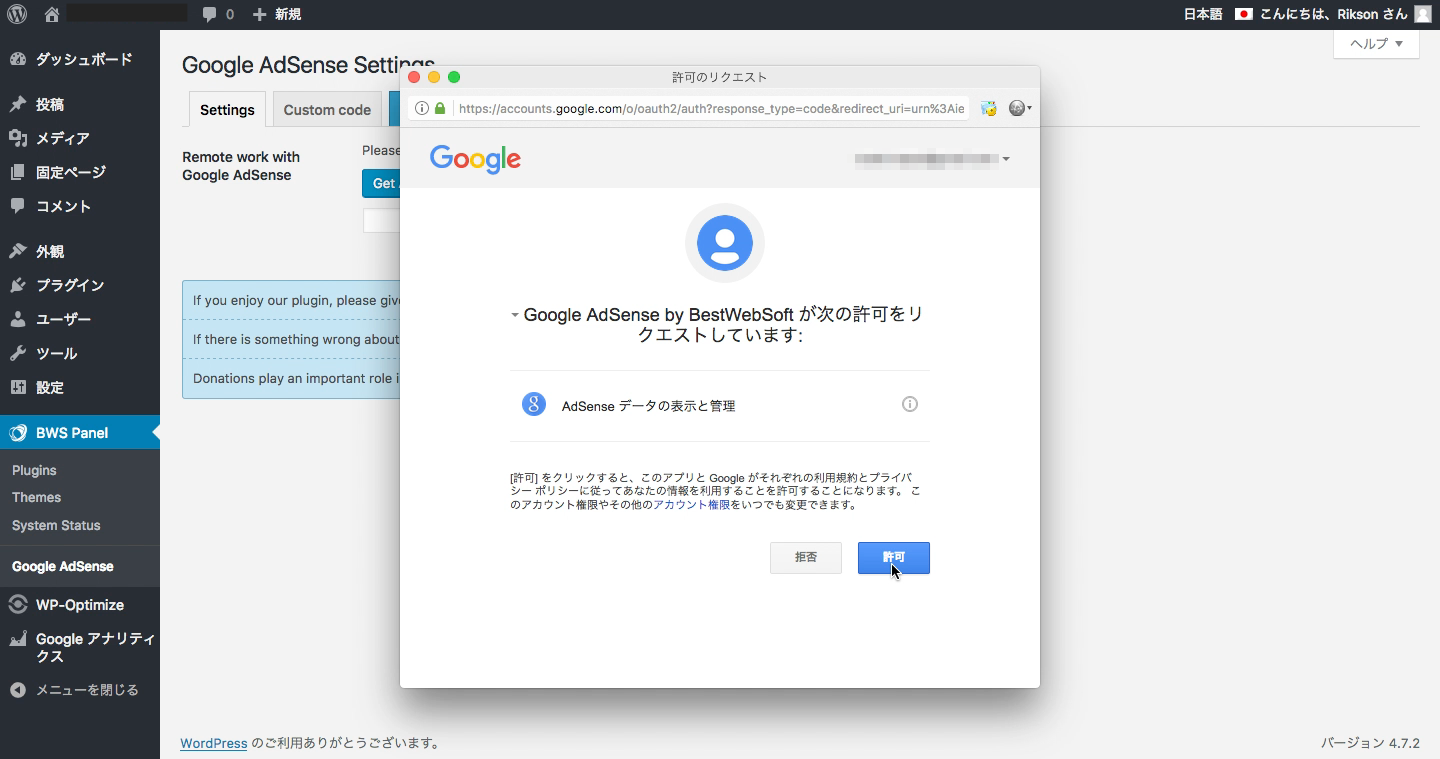 0
新規
日本語
こんにちは、Rikson さん
ダッシュボード
投稿
メディア
固定ページ
コメント
外観
プラグイン
ユーザー
ツール
設定
BWS Panel
Plugins
Themes
System Status
Google AdSense
WP-Optimize
Google アナリティ
クス
メニューを閉じる
ヘルプ
Google AdSense Settings
Settings
Custom code
Remote work with
Google AdSense
Please
Get
If you enjoy our plugin, please give
If there is something wrong about
Donations play an important role i
許可のリクエスト
https://accounts.google.com/o/oauth2/auth?response_type=code&redirect_uri=urn%3Aie
Google
Google AdSense by BestWebSoft が次の許可をリ
クエストしています:
8
AdSense データの表示と管理
[許可] をクリックすると、このアプリと Google がそれぞれの利用規約とプライバ
シー ポリシーに従ってあなたの情報を利用することを許可することになります。 こ
のアカウント権限やその他のアカウント権限をいつでも変更できます。
拒否
許可
WordPress のご利用ありがとうございます。
バージョン 4.7.2